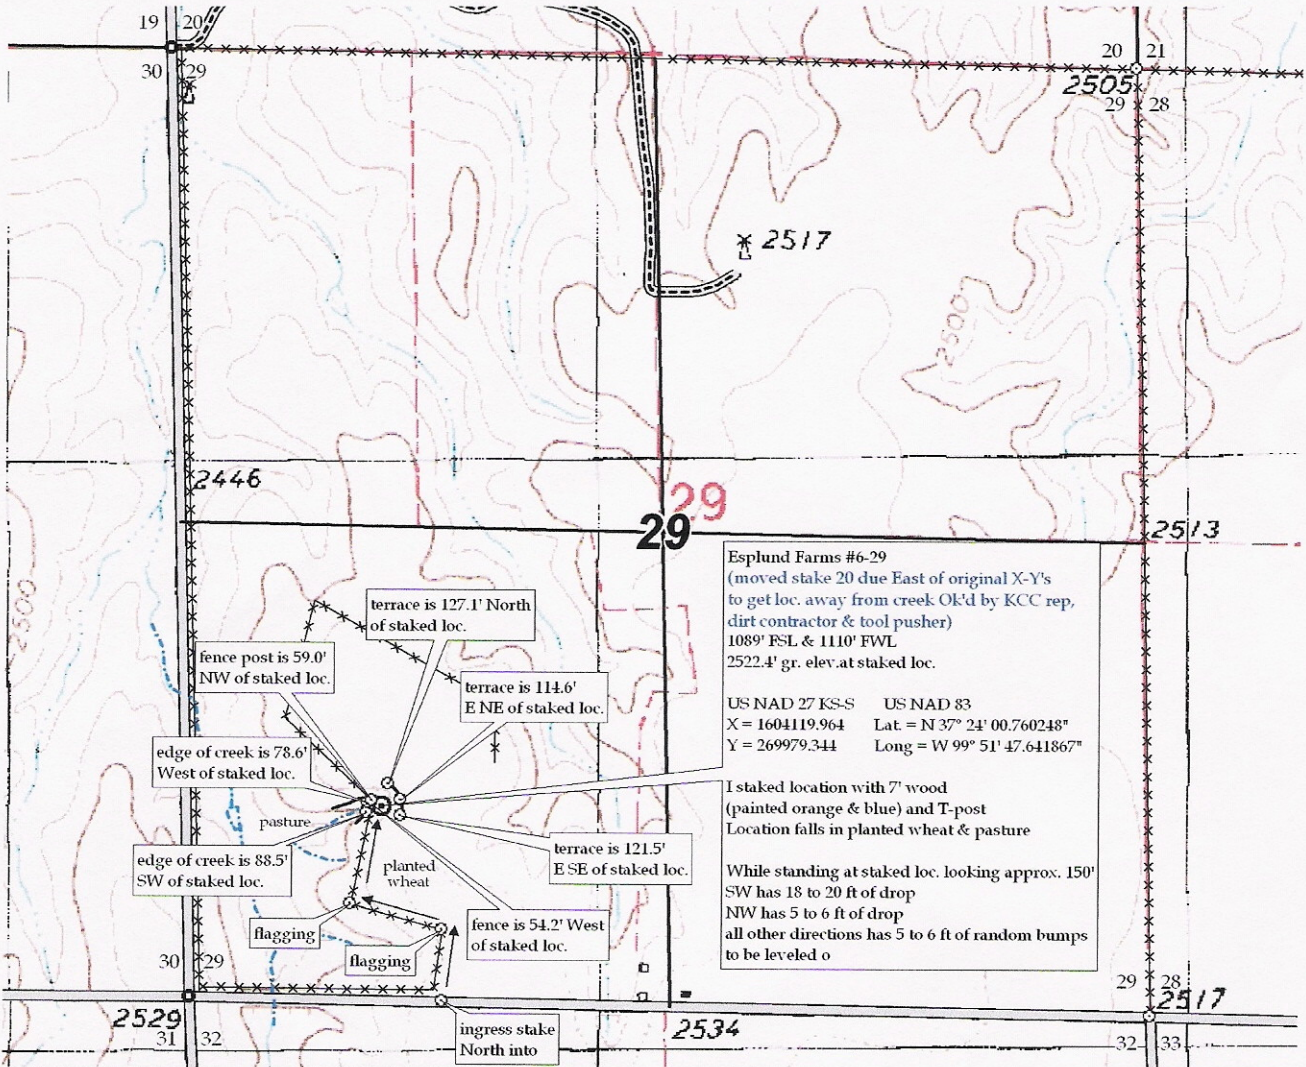 19 20
20 21
30 29
2505
29 28
2517
2500
2446
29
29
2513
2500
Esplund Farms #6-29
(moved stake 20 due East of original X-Y's
to get loc. away from creek Ok'd by KCC rep,
dirt contractor & tool pusher)
1089' FSL & 1110' FWL
2522.4' gr. elev.at staked loc.
US NAD 27 KS-S US NAD 83
X = 1604119.964 Lat. = N 37° 24' 00.760248"
Y = 269979.344 Long = W 99° 51' 47.641867"
I staked location with 7' wood
(painted orange & blue) and T-post
Location falls in planted wheat & pasture
While standing at staked loc. looking approx. 150'
SW has 18 to 20 ft of drop
NW has 5 to 6 ft of drop
all other directions has 5 to 6 ft of random bumps
to be leveled o
terrace is 127.1' North
of staked loc.
fence post is 59.0'
NW of staked loc.
terrace is 114.6'
E NE of staked loc.
edge of creek is 78.6'
West of staked loc.
pasture
edge of creek is 88.5'
SW of staked loc.
planted
wheat
terrace is 121.5'
E SE of staked loc.
fence is 54.2' West
of staked loc.
flagging
flagging
30 29
29 28
2517
2529
2534
ingress stake
North into
31 32
32 33